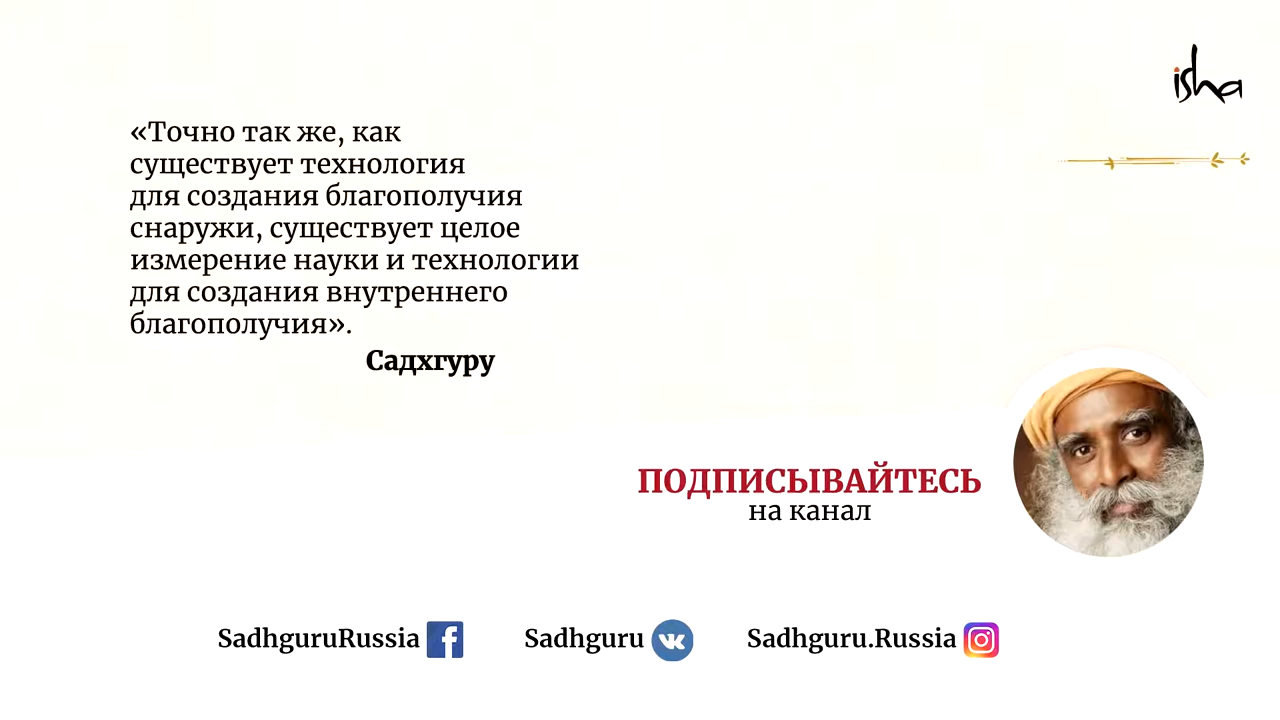 isha
«Точно так же, как
существует технология
для создания благополучия
снаружи, существует целое
измерение науки и технологии
для создания внутреннего
благополучия».
Садхгуру
ПОДПИСЫВАЙТЕСЬ
на канал
SadhguruRussia
Sadhguru
Sadhguru.Russia